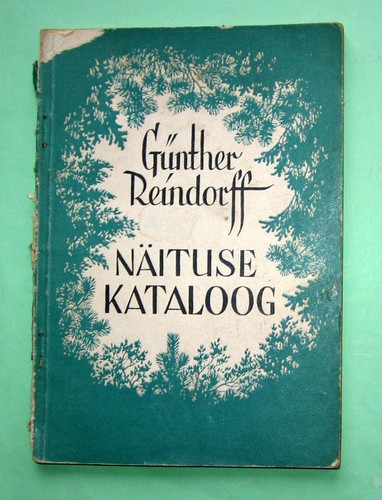 Günther
Reindorff
NÄITUSE
KATALOOG